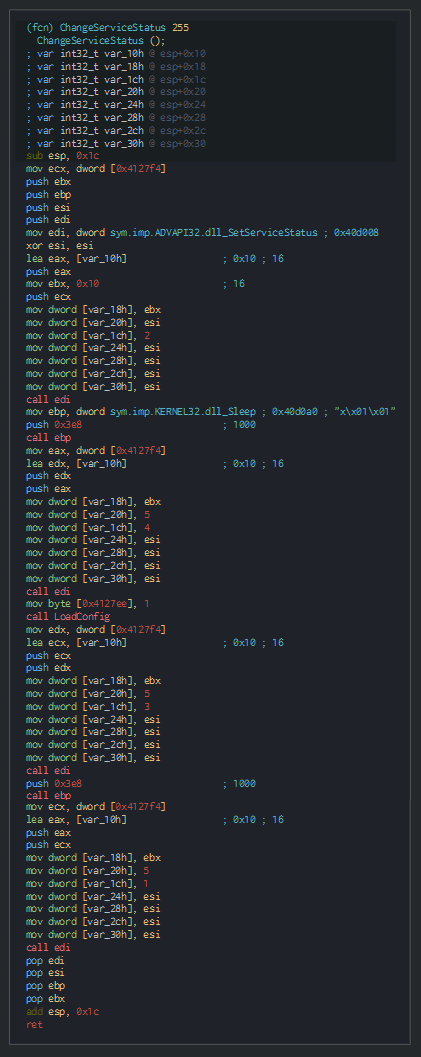 (fcn) ChangeServiceStatus 255
ChangeServiceStatus ();
; var int32_t var_10h @ esp+0x10
; var int32_t var_18h @ esp+0x18
; var int32_t var_1ch @ esp+0x1c
; var int32_t var_20h @ esp+0x20
; var int32_t var_24h @ esp+0x24
; var int32_t var_28h @ esp+0x28
; var int32_t var_2ch @ esp+0x2c
; var int32_t var_30h @ esp+0x30
sub esp, 0x1c
mov ecx, dword [0x4127f4]
push ebx
push ebp
push esi
push edi
mov edi, dword sym.imp.ADVAPI32.dll_SetServiceStatus ; 0x40d008
xor esi, esi
lea eax, [var_10h] ; 0x10 ; 16
push eax
mov ebx, 0x10 ; 16
push ecx
mov dword [var_18h], ebx
mov dword [var_20h], esi
mov dword [var_1ch], 2
mov dword [var_24h], esi
mov dword [var_28h], esi
mov dword [var_2ch], esi
mov dword [var_30h], esi
call edi
mov ebp, dword sym.imp.KERNEL32.dll_Sleep ; 0x40d0a0 ; "x\x01\x01"
push 0x3e8 ; 1000
call ebp
mov eax, dword [0x4127f4]
lea edx, [var_10h] ; 0x10 ; 16
push edx
push eax
mov dword [var_18h], ebx
mov dword [var_20h], 5
mov dword [var_1ch], 4
mov dword [var_24h], esi
mov dword [var_28h], esi
mov dword [var_2ch], esi
mov dword [var_30h], esi
call edi
mov byte [0x4127ee], 1
call LoadConfig
mov edx, dword [0x4127f4]
lea ecx, [var_10h] ; 0x10 ; 16
push ecx
push edx
mov dword [var_18h], ebx
mov dword [var_20h], 5
mov dword [var_1ch], 3
mov dword [var_24h], esi
mov dword [var_28h], esi
mov dword [var_2ch], esi
mov dword [var_30h], esi
call edi
push 0x3e8 ; 1000
call ebp
mov ecx, dword [0x4127f4]
lea eax, [var_10h] ; 0x10 ; 16
push eax
push ecx
mov dword [var_18h], ebx
mov dword [var_20h], 5
mov dword [var_1ch], 1
mov dword [var_24h], esi
mov dword [var_28h], esi
mov dword [var_2ch], esi
mov dword [var_30h], esi
call edi
pop edi
pop esi
pop ebp
pop ebx
add esp, 0x1c
ret